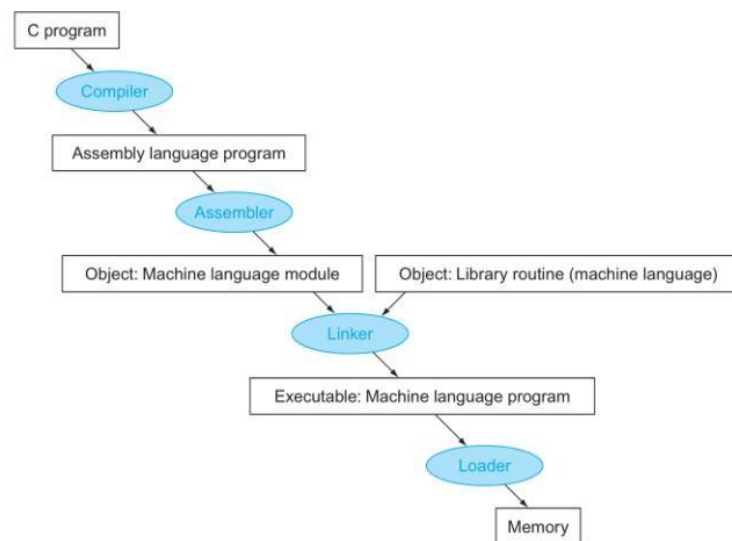 C program
Compiler
Assembly language program
Assembler
Object: Machine language module
Object: Library routine (machine language)
Linker
Executable: Machine language program
Loader
Memory